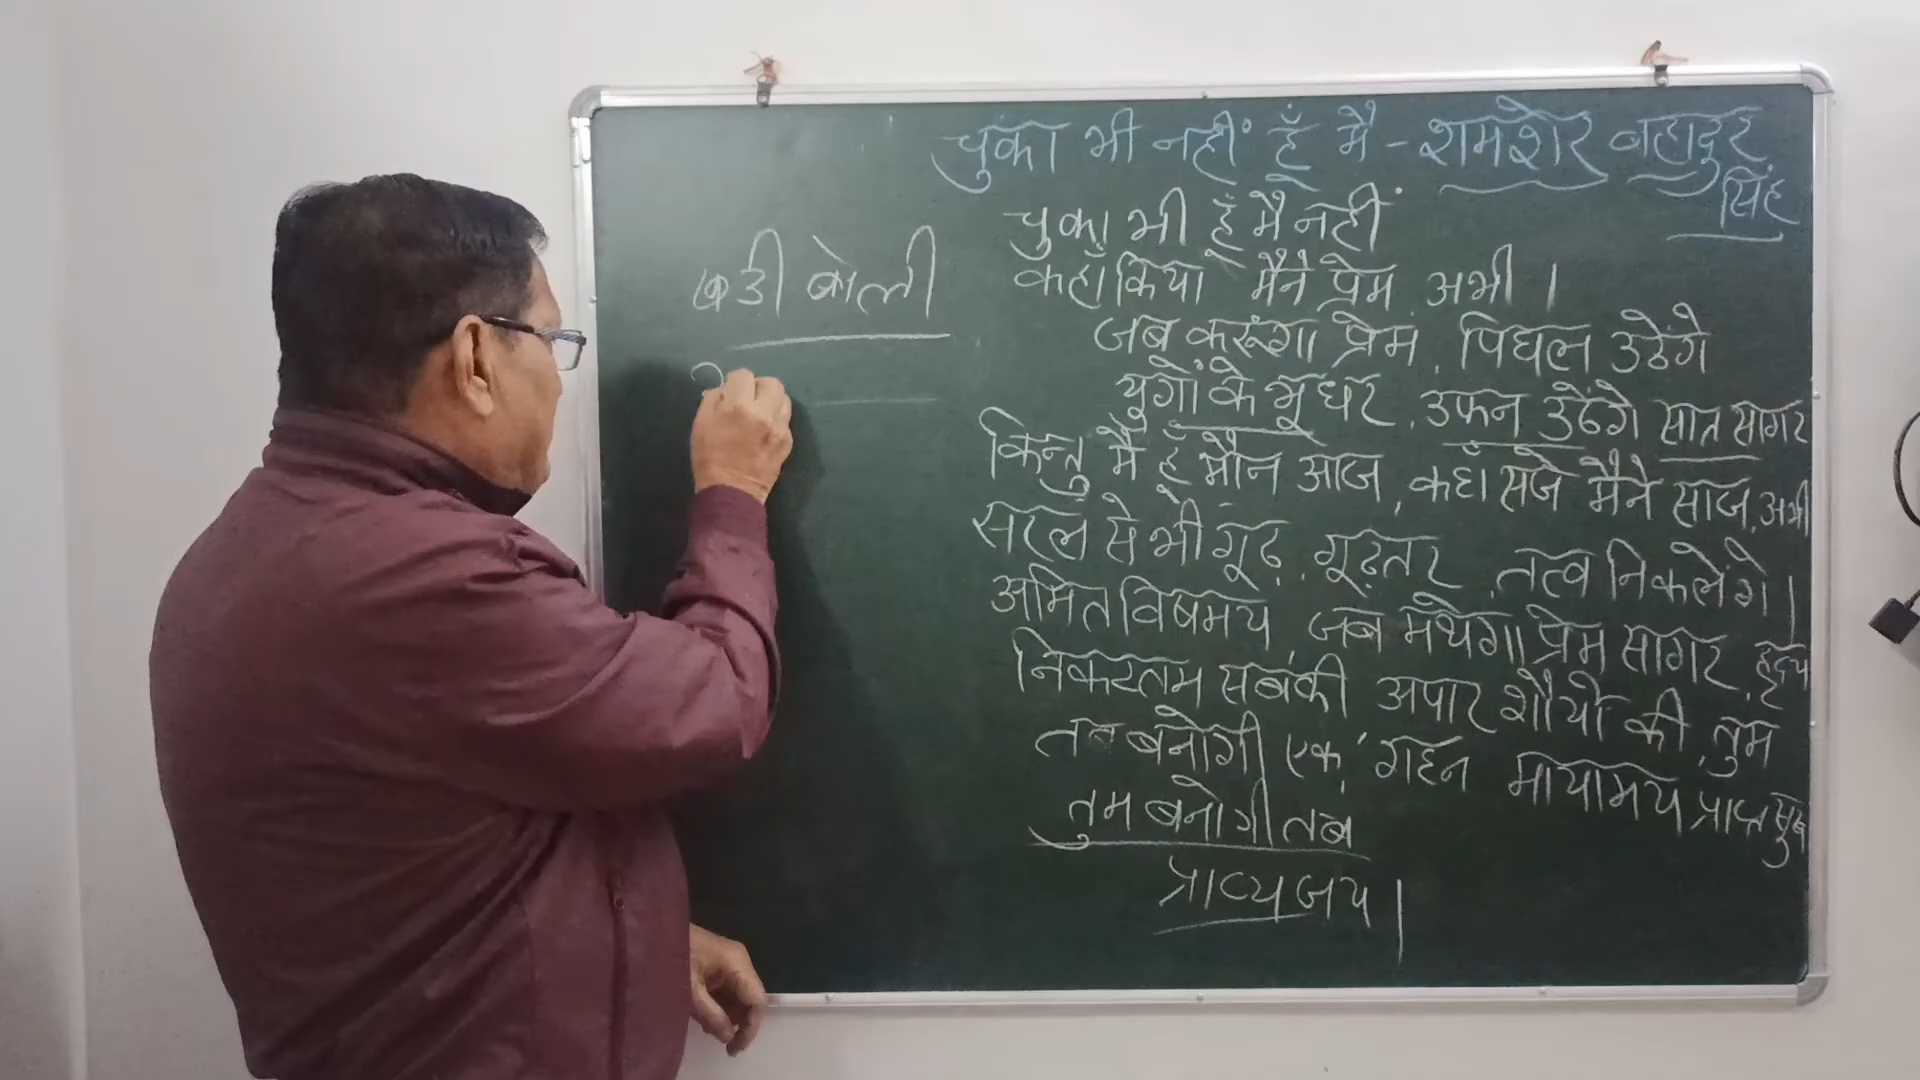 चुका भी नहीं हूँ मै - शमशेर बहादुर
सिंह
चुका भी हूँ मै नहीं
कहाँ किया मैने प्रेम अभी ।
जब करूंगा प्रेम, पिघल उठेंगे
युगों के भूधर, उफन उठेंगे सात सागर
किन्तु मै हूँ मौन आज, कहाँ सजे मैने साज, अभी
सरल से भी गूढ़, गूढ़तर, तत्व निकलेंगे ।
अमित विषमय, जब मथेगा प्रेम सागर, हृदय
निकटतम सबकी अपार शौर्यो की, तुम
तब बनोगी एक, गहन मायामय प्राप्त सुख
तुम बनोगी तब
प्राप्य जय ।
खडी बोली